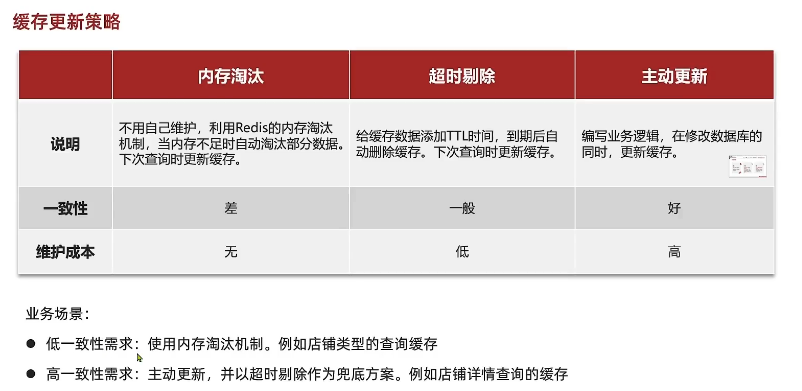 缓存更新策略
内存淘汰 超时剔除 主动更新
说明
不用自己维护，利用Redis的内存淘汰
机制，当内存不足时自动淘汰部分数据。
下次查询时更新缓存。
给缓存数据添加TTL时间，到期后自
动删除缓存。下次查询时更新缓存。
编写业务逻辑，在修改数据库的
同时，更新缓存。
一致性 差 一般 好
维护成本 无 低 高
业务场景：
● 低一致性需求：使用内存淘汰机制。例如店铺类型的查询缓存
● 高一致性需求：主动更新，并以超时剔除作为兜底方案。例如店铺详情查询的缓存